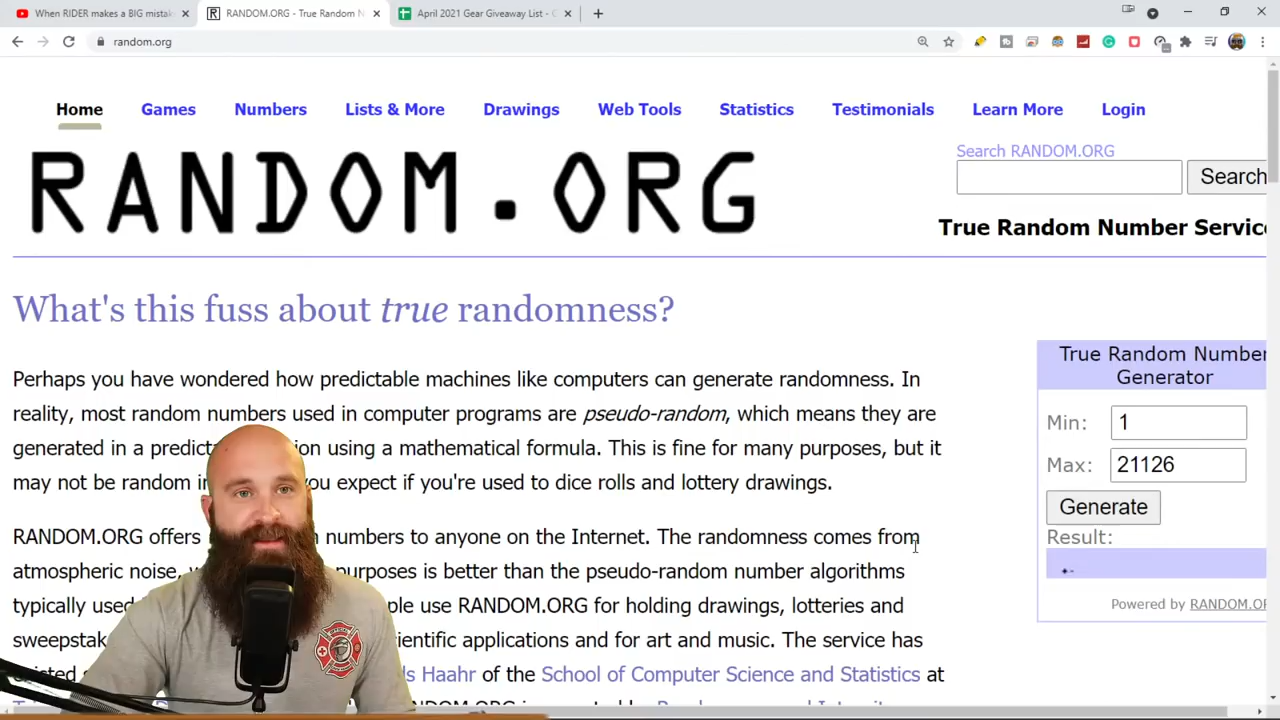 When RIDER makes a BIG mistak
RANDOM.ORG - True Random N
April 2021 Gear Giveaway List - G
random.org
Home Games Numbers Lists & More Drawings Web Tools Statistics Testimonials Learn More Login
RANDOM.ORG
Search RANDOM.ORG
Search
True Random Number Service
What's this fuss about true randomness?
Perhaps you have wondered how predictable machines like computers can generate randomness. In
reality, most random numbers used in computer programs are pseudo-random, which means they are
generated in a predict ion using a mathematical formula. This is fine for many purposes, but it
may not be random in you expect if you're used to dice rolls and lottery drawings.
RANDOM.ORG offers numbers to anyone on the Internet. The randomness comes from
atmospheric noise, purposes is better than the pseudo-random number algorithms
typically used ple use RANDOM.ORG for holding drawings, lotteries and
sweepstak ientific applications and for art and music. The service has
ds Haahr of the School of Computer Science and Statistics at
True Random Number
Generator
Min: 1
Max: 21126
Generate
Result:
Powered by RANDOM.OR